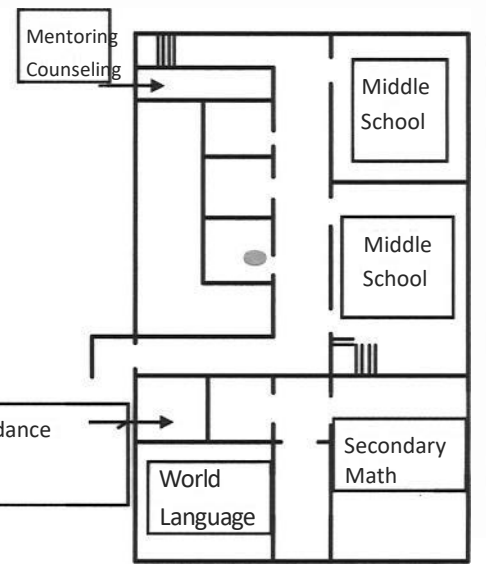 Mentoring
Counseling
Middle
School
Middle
School
dance
Secondary
Math
World
Language